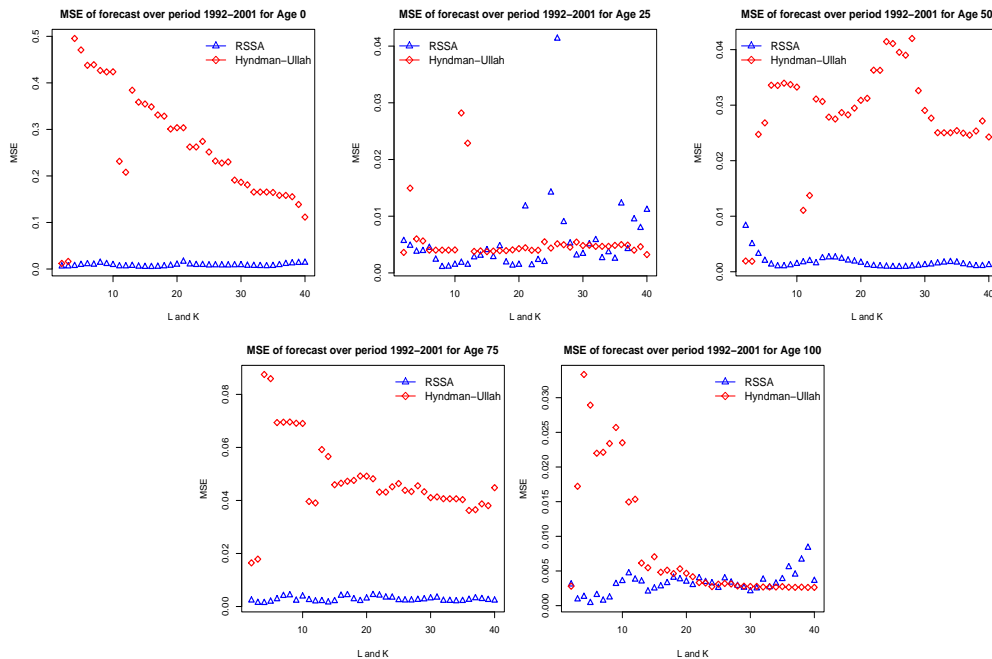 MSE of forecast over period 1992−2001 for Age 0
MSE
0.0
0.1
0.2
0.3
0.4
0.5
10
20
30
40
L and K
RSSA
Hyndman−Ullah
MSE of forecast over period 1992−2001 for Age 25
MSE
0.00
0.01
0.02
0.03
0.04
10
20
30
40
L and K
RSSA
Hyndman−Ullah
MSE of forecast over period 1992−2001 for Age 50
MSE
0.00
0.01
0.02
0.03
0.04
10
20
30
40
L and K
RSSA
Hyndman−Ullah
MSE of forecast over period 1992−2001 for Age 75
MSE
0.00
0.02
0.04
0.06
0.08
10
20
30
40
L and K
RSSA
Hyndman−Ullah
MSE of forecast over period 1992−2001 for Age 100
MSE
0.000
0.005
0.010
0.015
0.020
0.025
0.030
10
20
30
40
L and K
RSSA
Hyndman−Ullah